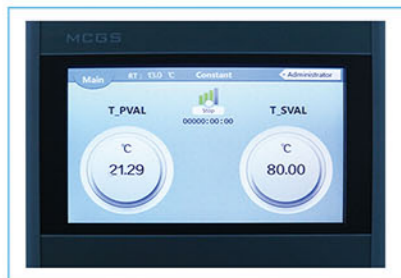 MCGS
Main RT: 13.0 ℃ Constant Administrator
T_PVAL Stop T_SVAL
00000:00:00
℃ ℃
21.29 80.00